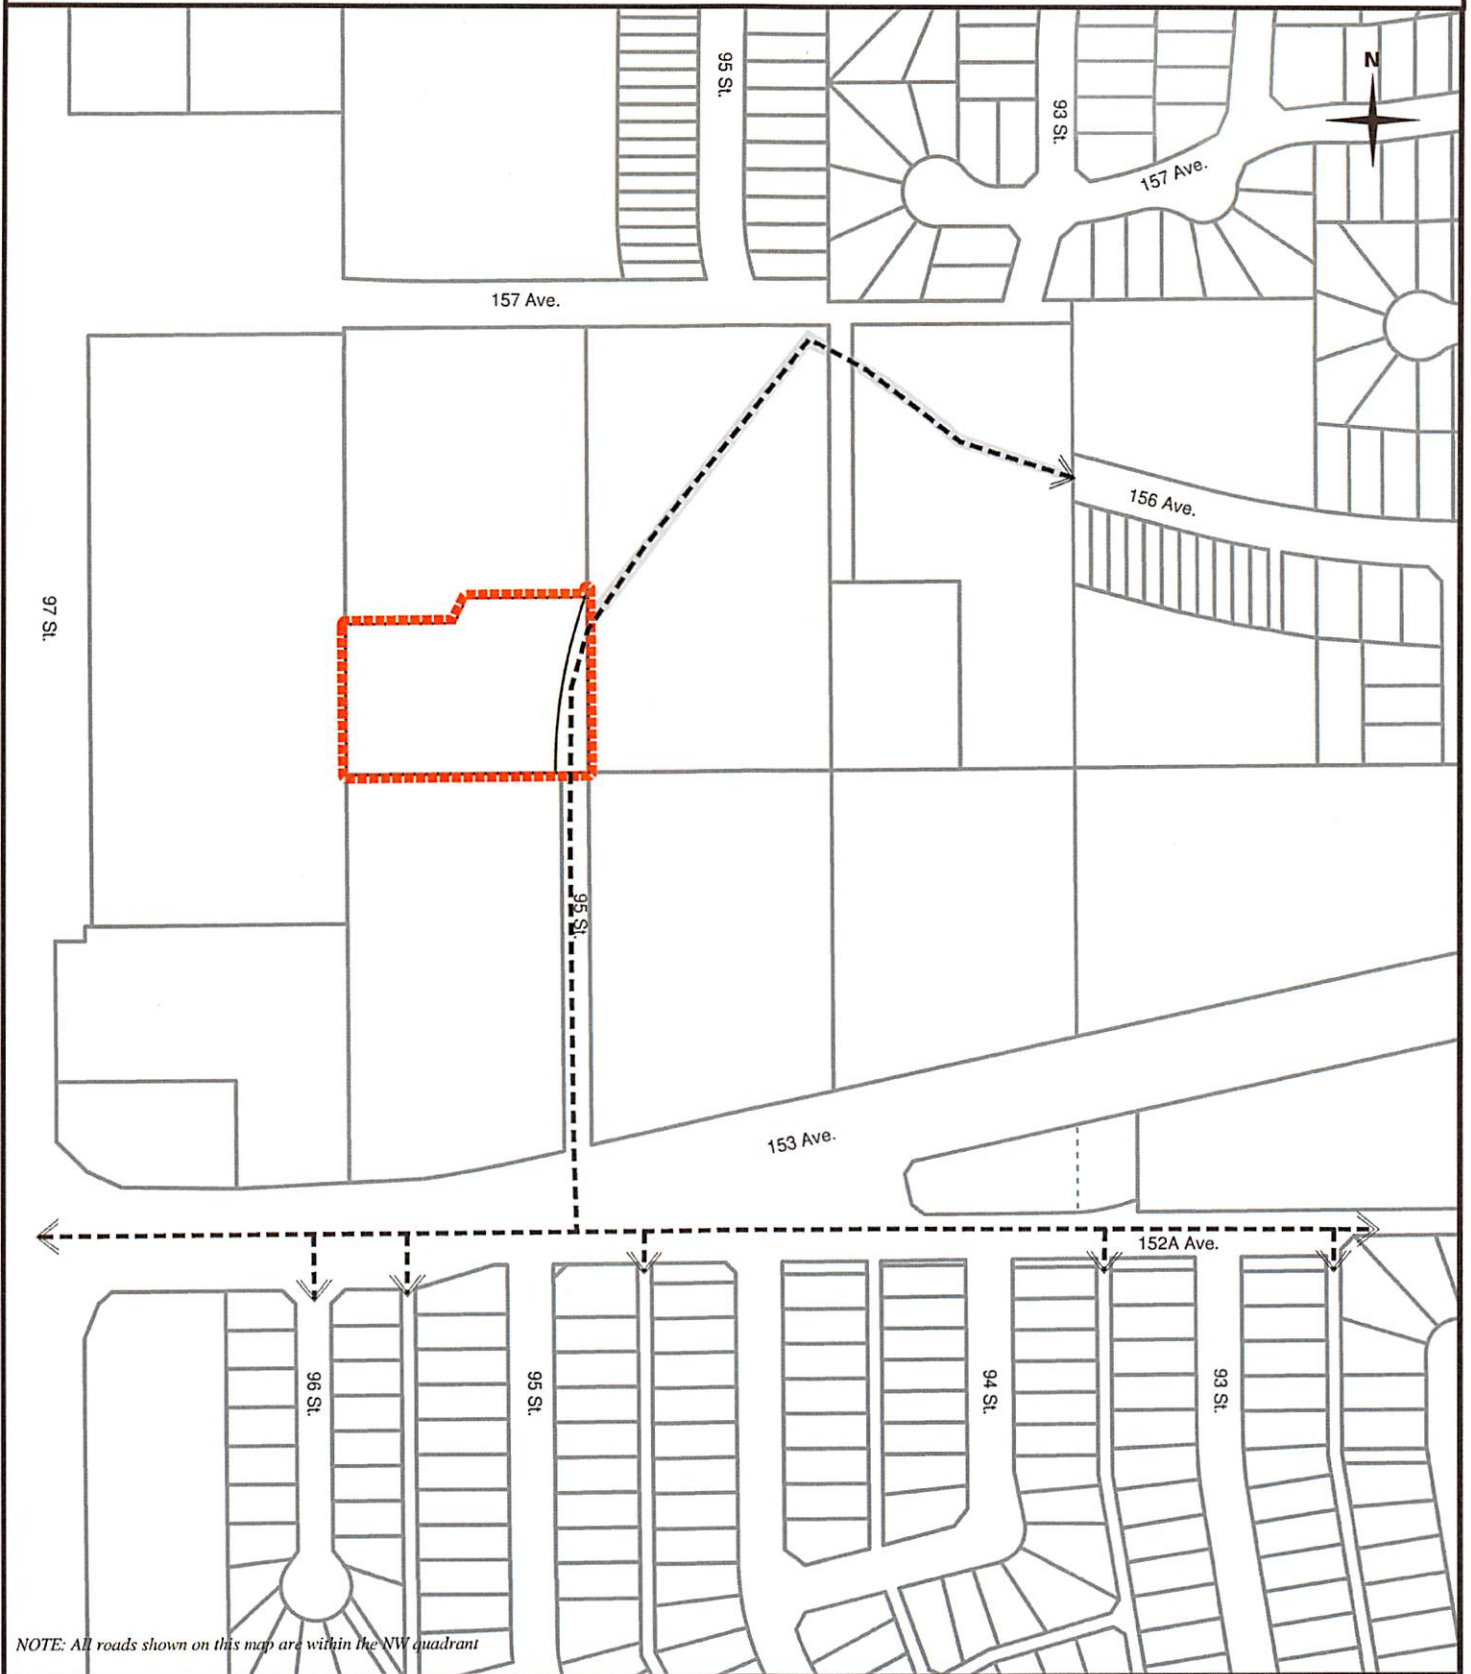 95 St.
N
93 St.
157 Ave.
157 Ave.
156 Ave.
97 St.
95 St.
153 Ave.
152A Ave.
96 St.
95 St.
94 St.
93 St.
NOTE: All roads shown on this map are within the NW quadrant